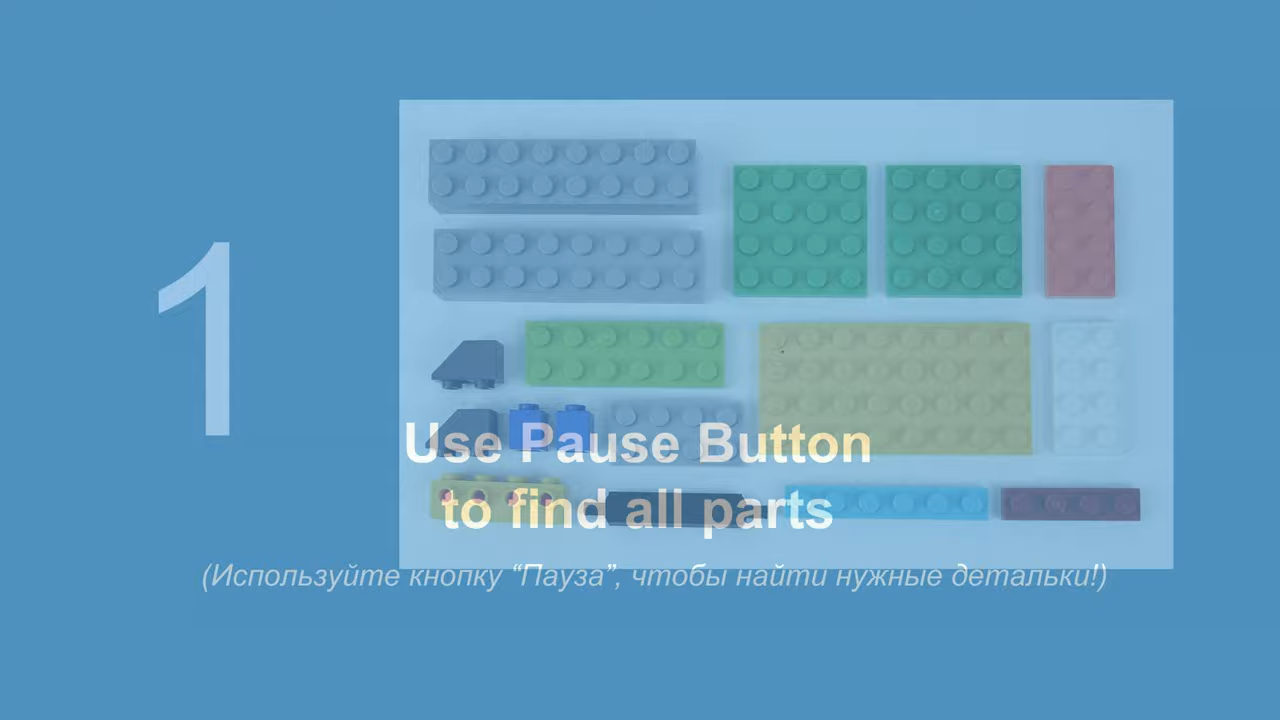 1
Use Pause Button
to find all parts
(Используйте кнопку “Пауза”, чтобы найти нужные детальки!)